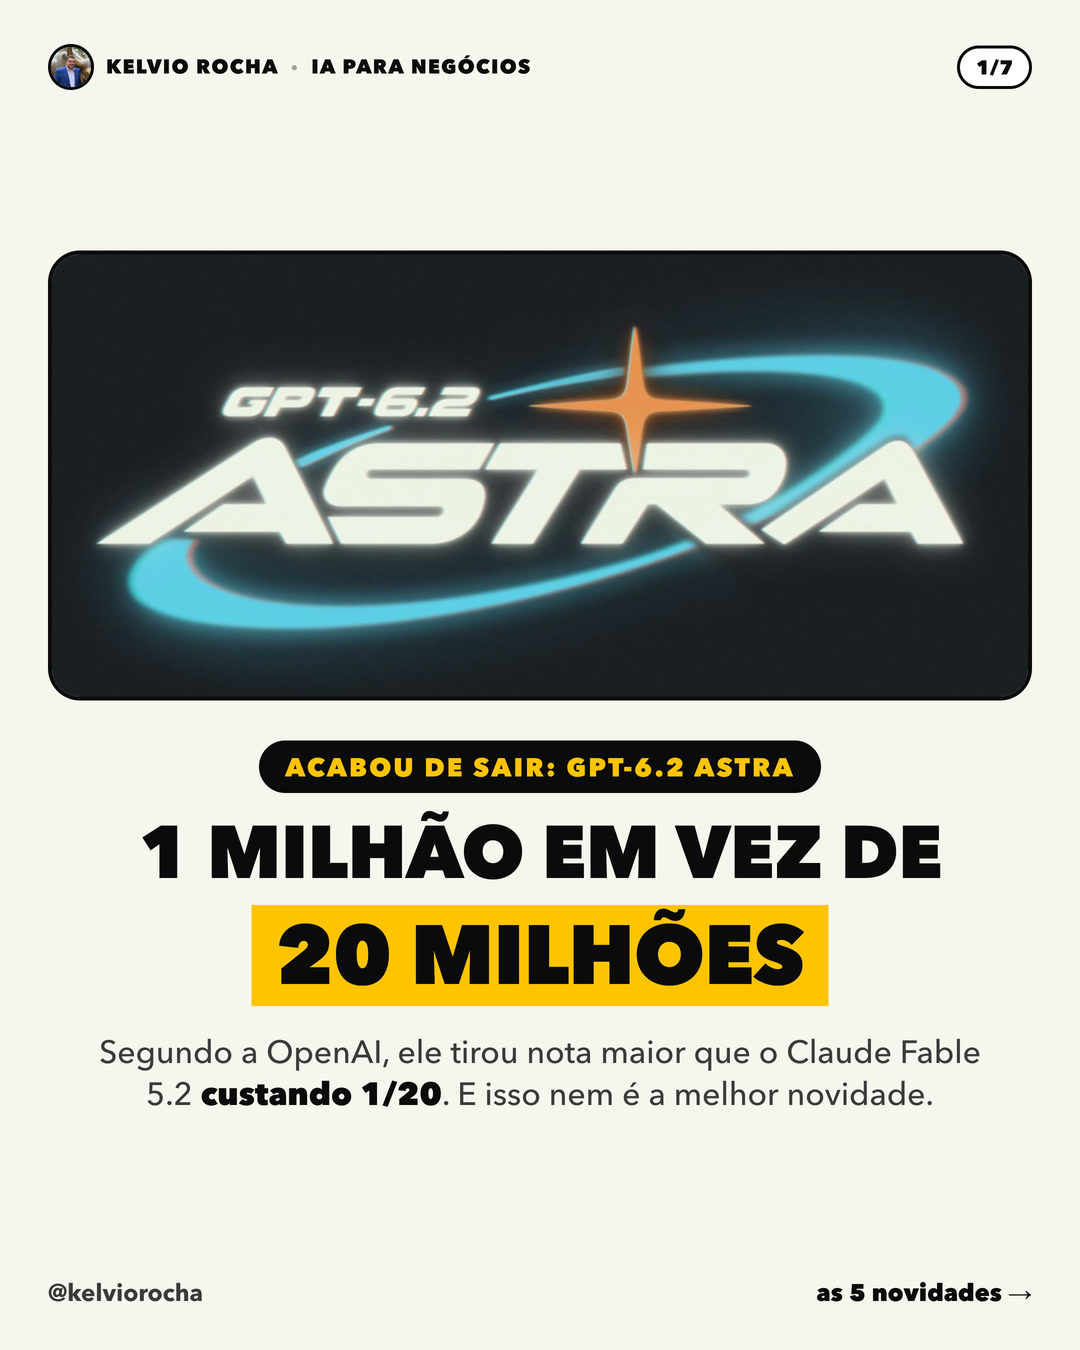 KELVIO ROCHA • IA PARA NEGÓCIOS
1/7
GPT-6.2
ASTRA
ACABOU DE SAIR: GPT-6.2 ASTRA
1 MILHÃO EM VEZ DE
20 MILHÕES
Segundo a OpenAI, ele tirou nota maior que o Claude Fable
5.2 custando 1/20. E isso nem é a melhor novidade.
@kelviorocha
as 5 novidades →